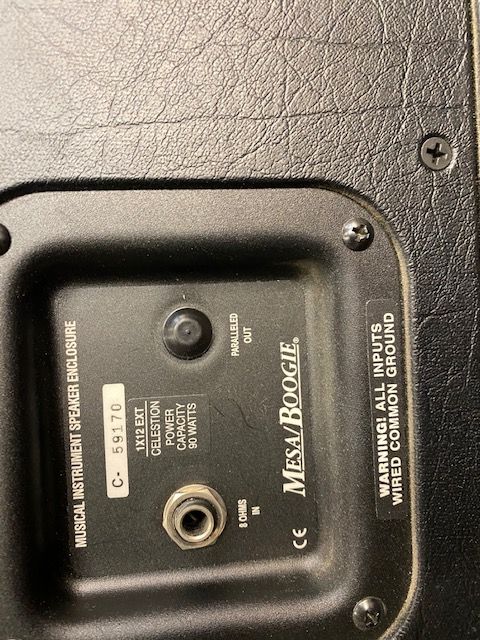 MUSICAL INSTRUMENT SPEAKER ENCLOSURE
C- 59170
1X12 EXT
CELESTION
POWER
CAPACITY
90 WATTS
PARALLELED
OUT
8 OHMS
IN
CE
MESA/BOOGIE®
WARNING! ALL INPUTS
WIRED COMMON GROUND